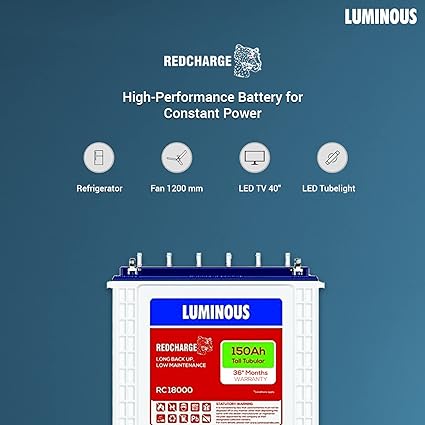 LUMINOUS
REDCHARGE
High-Performance Battery for
Constant Power
Refrigerator
Fan 1200 mm
LED TV 40"
LED Tubelight
LUMINOUS
REDCHARGE
LONG BACK UP,
LOW MAINTENANCE
RC18000
150Ah
Tall Tubular
36* Months
WARRANTY
STATUTORY WARNING